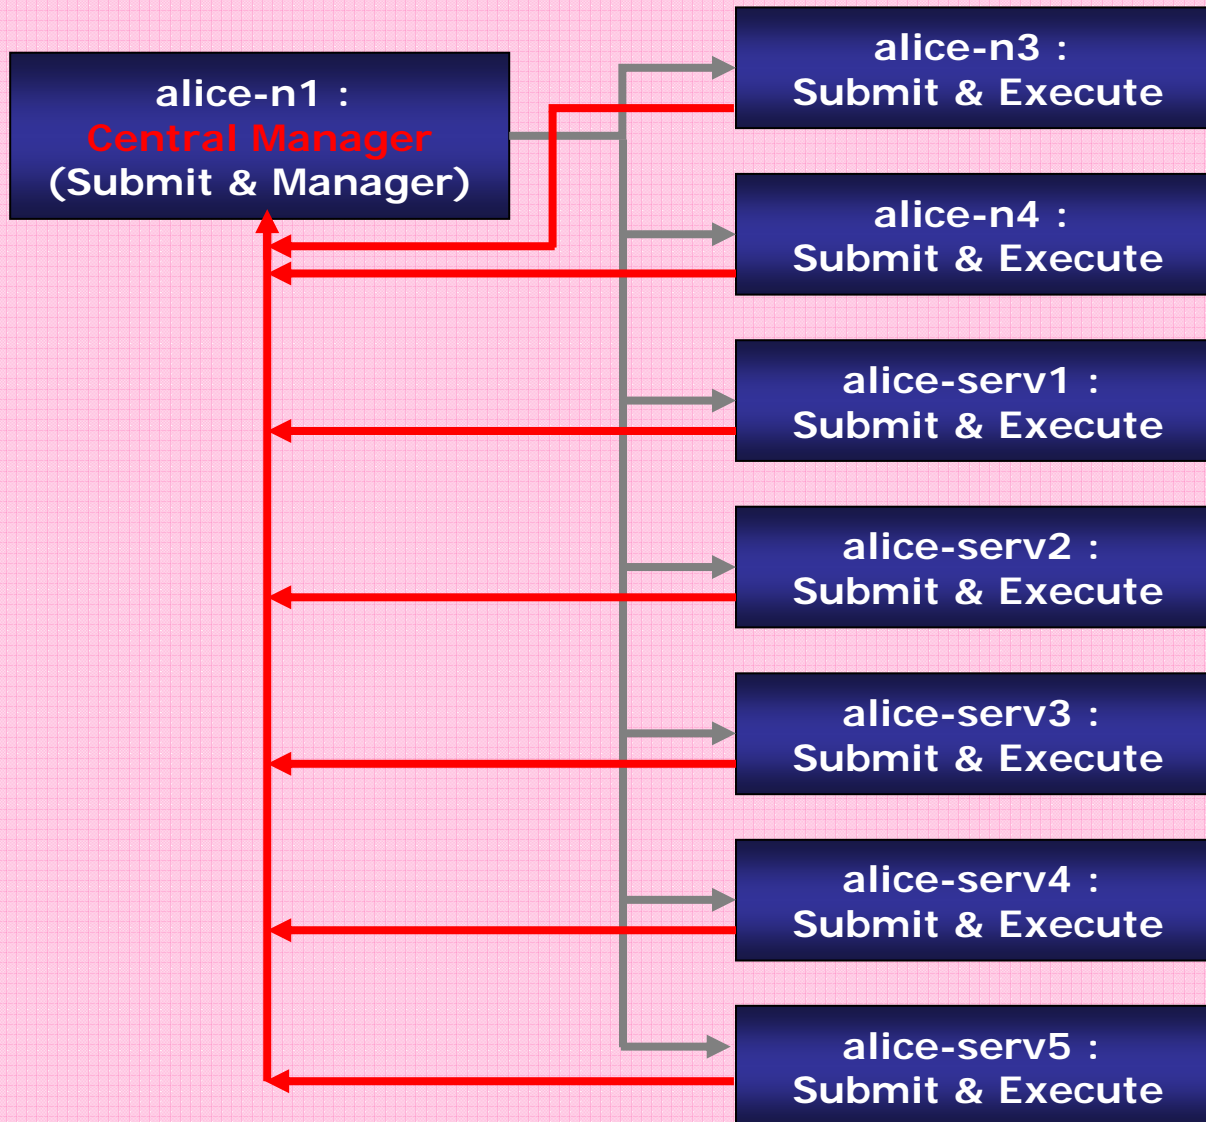 alice-n1 :
Central Manager
(Submit & Manager)
alice-n3 :
Submit & Execute
alice-n4 :
Submit & Execute
alice-serv1 :
Submit & Execute
alice-serv2 :
Submit & Execute
alice-serv3 :
Submit & Execute
alice-serv4 :
Submit & Execute
alice-serv5 :
Submit & Execute